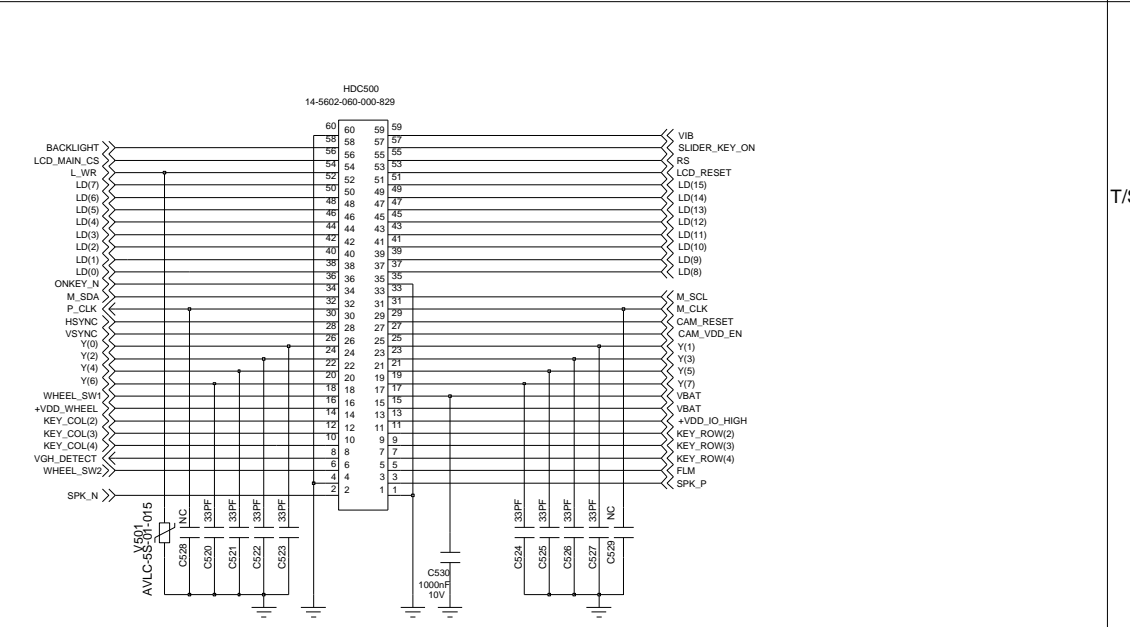 HDC500
14-5602-060-000-829
60 60 59 59
VIB
BACKLIGHT 58 58 57 57 SLIDER_KEY_ON
LCD_MAIN_CS 56 56 55 55 RS
L_WR 54 54 53 53 LCD_RESET
LD(7) 52 52 51 51 LD(15)
LD(6) 50 50 49 49 LD(14)
LD(5) 48 48 47 47 LD(13)
LD(4) 46 46 45 45 LD(12)
LD(3) 44 44 43 43 LD(11)
LD(2) 42 42 41 41 LD(10)
LD(1) 40 40 39 39 LD(9)
LD(0) 38 38 37 37 LD(8)
ONKEY_N 36 36 35 35
M_SDA 34 34 33 33 M_SCL
P_CLK 32 32 31 31 M_CLK
HSYNC 30 30 29 29 CAM_RESET
VSYNC 28 28 27 27 CAM_VDD_EN
Y(0) 26 26 25 25 Y(1)
Y(2) 24 24 23 23 Y(3)
Y(4) 22 22 21 21 Y(5)
Y(6) 20 20 19 19 Y(7)
WHEEL_SW1 18 18 17 17 VBAT
+VDD_WHEEL 16 16 15 15 VBAT
KEY_COL(2) 14 14 13 13 +VDD_IO_HIGH
KEY_COL(3) 12 12 11 11 KEY_ROW(2)
KEY_COL(4) 10 10 9 9 KEY_ROW(3)
VGH_DETECT 8 8 7 7 KEY_ROW(4)
WHEEL_SW2 6 6 5 5 FLM
4 4 3 3 SPK_P
SPK_N 2 2 1 1
V501
AVLC-5S-01-015
NC
C528
33PF
C520
33PF
C521
33PF
C522
33PF
C523
C530
1000nF
10V
33PF
C524
33PF
C525
33PF
C526
33PF
C527
NC
C529